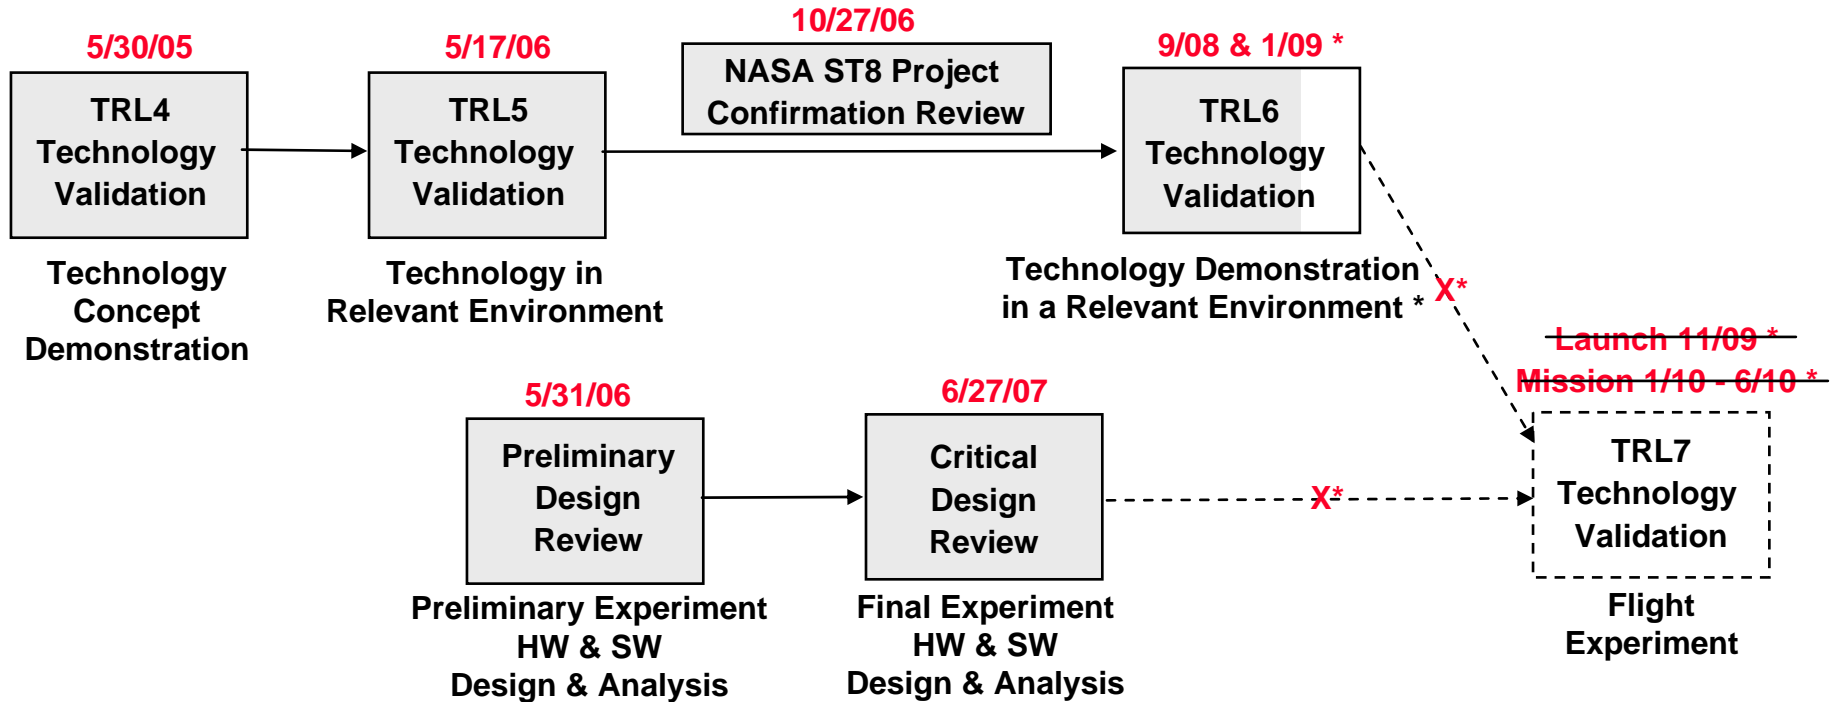 5/30/05
TRL4
Technology
Validation
Technology
Concept
Demonstration
5/17/06
TRL5
Technology
Validation
Technology in
Relevant Environment
10/27/06
NASA ST8 Project
Confirmation Review
9/08 & 1/09 *
TRL6
Technology
Validation
Technology Demonstration
in a Relevant Environment *
X*
Launch 11/09 *
Mission 1/10 - 6/10 *
5/31/06
Preliminary
Design
Review
Preliminary Experiment
HW & SW
Design & Analysis
6/27/07
Critical
Design
Review
Final Experiment
HW & SW
Design & Analysis
X*
TRL7
Technology
Validation
Flight
Experiment